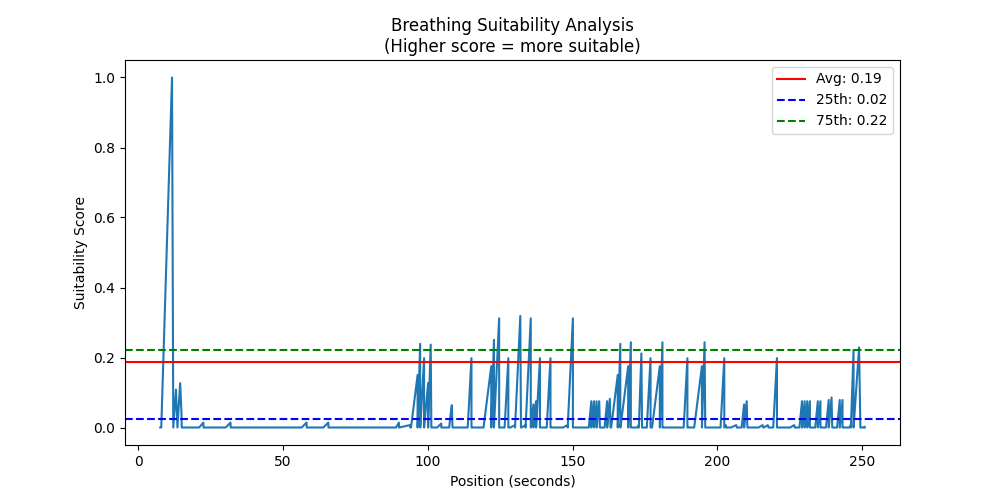 Breathing Suitability Analysis
(Higher score = more suitable)
Avg: 0.19
25th: 0.02
75th: 0.22
1.0
0.8
0.6
0.4
0.2
0.0
Suitability Score
0 50 100 150 200 250
Position (seconds)